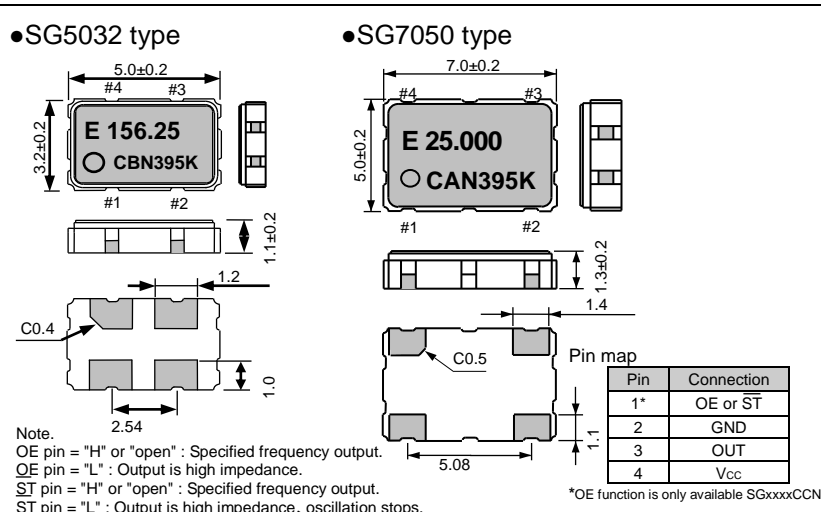 ●SG5032 type
5.0±0.2
#4 #3
3.2±0.2
E 156.25
CBN395K
#1 #2
1.1±0.2
1.2
C0.4
1.0
2.54
●SG7050 type
7.0±0.2
#4 #3
5.0±0.2
E 25.000
CAN395K
#1 #2
1.3±0.2
1.4
C0.5
1.1
5.08
Pin map
Pin Connection
1* OE or S̅T̅
2 GND
3 OUT
4 Vcc
*OE function is only available SGxxxxCCN
Note.
OE pin = "H" or "open" : Specified frequency output.
OE pin = "L" : Output is high impedance.
S̅T̅ pin = "H" or "open" : Specified frequency output.
S̅T̅ pin = "L" : Output is high impedance, oscillation stops.